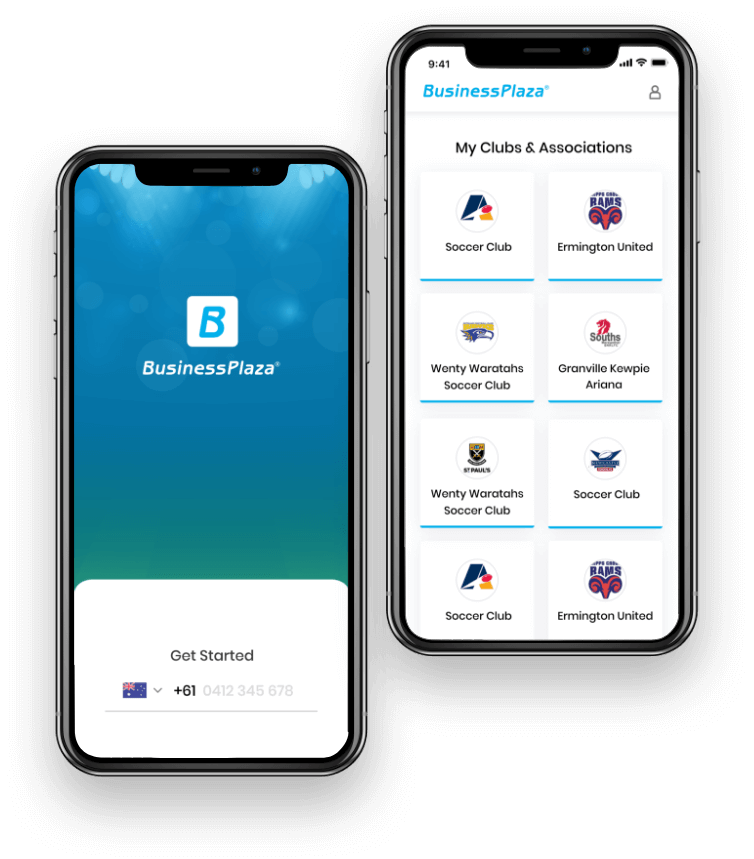 B
BusinessPlaza®
Get Started
+61 0412 345 678
9:41
BusinessPlaza®
My Clubs & Associations
Soccer Club
RAMS
Ermington United
Wenty Waratahs
Soccer Club
Souths
Granville Kewpie
Ariana
ST PAUL'S
Wenty Waratahs
Soccer Club
Soccer Club
Soccer Club
RAMS
Ermington United